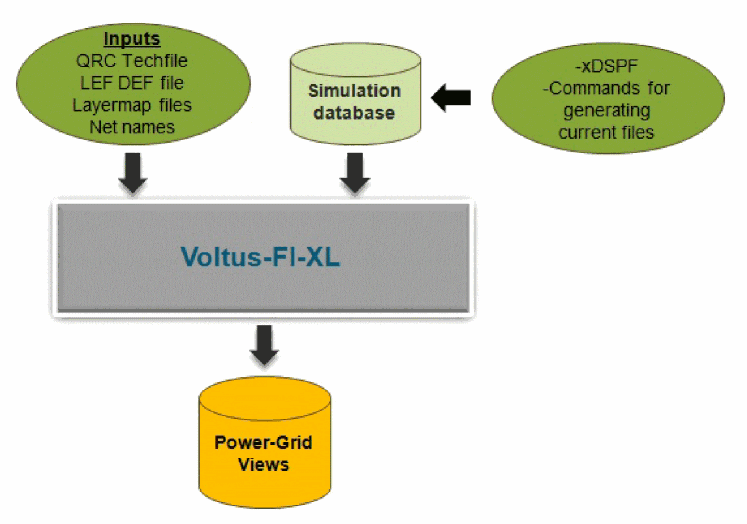 Inputs
QRC Techfile
LEF DEF file
Layermap files
Net names
Simulation
database
-xDSPF
-Commands for
generating
current files
Voltus-FI-XL
Power-Grid
Views